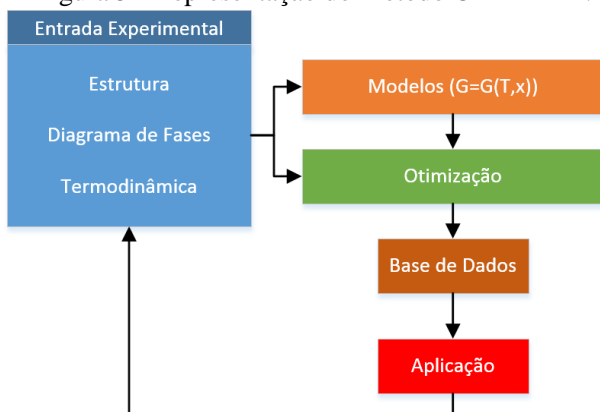 Entrada Experimental
Estrutura
Diagrama de Fases
Termodinâmica
Modelos (G=G(T,x))
Otimização
Base de Dados
Aplicação